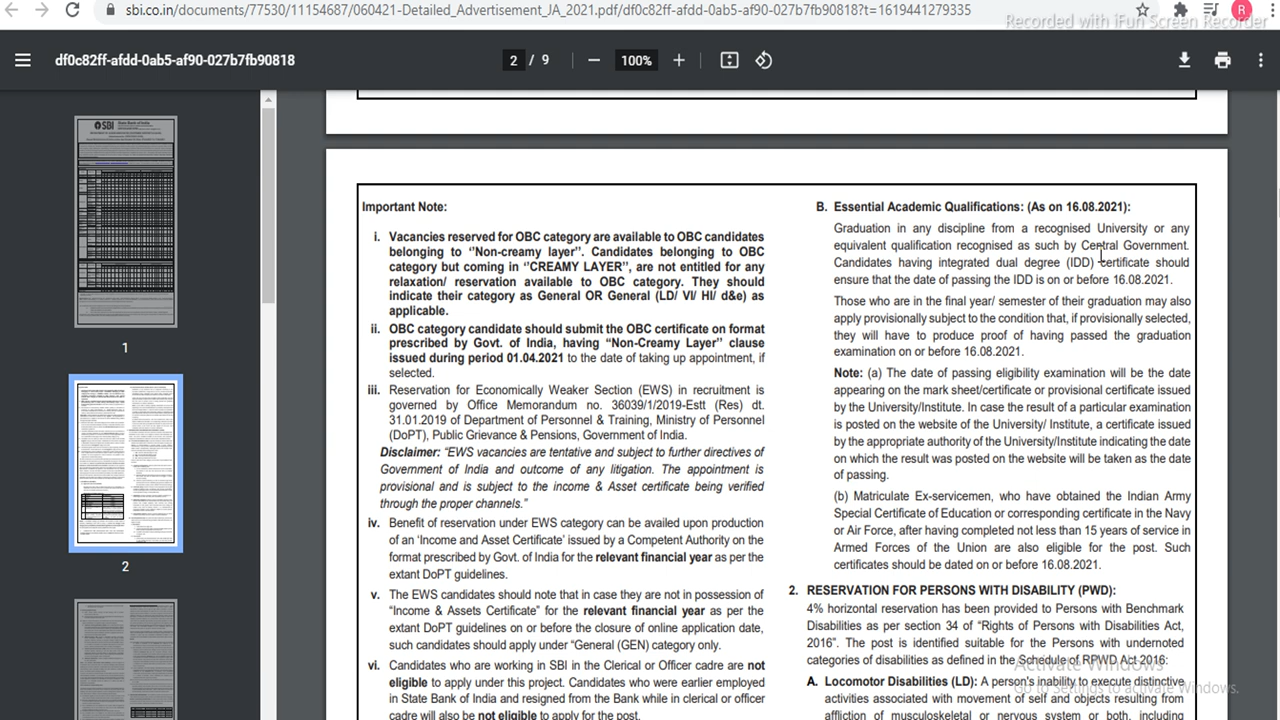 sbi.co.in/documents/77530/11154687/060421-Detailed_Advertisement_JA_2021.pdf/df0c82ff-afdd-0ab5-af90-027b7fb90818?t=1619441279335
R
Recorded with iFun Screen Recorder
df0c82ff-afdd-0ab5-af90-027b7fb90818
2 / 9
100%
SBI
1
2
Important Note:
i. Vacancies reserved for OBC category are available to OBC candidates
belonging to "Non-creamy layer". Candidates belonging to OBC
category but coming in "CREAMY LAYER", are not entitled for any
relaxation/ reservation available to OBC category. They should
indicate their category as General OR General (LD/ VI/ HI/ d&e) as
applicable.
ii. OBC category candidate should submit the OBC certificate on format
prescribed by Govt. of India, having "Non-Creamy Layer" clause
issued during period 01.04.2021 to the date of taking up appointment, if
selected.
iii. Reservation for Economically Weaker Section (EWS) in recruitment is
governed by Office Memorandum no. 36039/1/2019-Estt (Res) dt.
31.01.2019 of Department of Personnel & Training, Ministry of Personnel
(DoPT), Public Grievance & Pensions, Government of India.
Disclaimer: "EWS vacancies are tentative and subject to further directives of
Government of India and outcome of any litigation. The appointment is
provisional and is subject to the Income & Asset certificate being verified
through the proper channels."
iv. Benefit of reservation under EWS category can be availed upon production
of an 'Income and Asset Certificate' issued by a Competent Authority on the
format prescribed by Govt. of India for the relevant financial year as per the
extant DoPT guidelines.
v. The EWS candidates should note that in case they are not in possession of
"Income & Assets Certificate" for relevant financial year as per the
extant DoPT guidelines on or before closure of online application date,
such candidates should apply under General (GEN) category only.
vi. Candidates who are working in the Clerical or Officer cadre are not
eligible to apply under this Candidates who were earlier employed
in State Bank of India and have resigned from the Bank while in clerical or officer
cadre will also be not eligible to apply for the post.
B. Essential Academic Qualifications: (As on 16.08.2021):
Graduation in any discipline from a recognised University or any
equivalent qualification recognised as such by Central Government.
Candidates having integrated dual degree (IDD) certificate should
ensure that the date of passing the IDD is on or before 16.08.2021.
Those who are in the final year/ semester of their graduation may also
apply provisionally subject to the condition that, if provisionally selected,
they will have to produce proof of having passed the graduation
examination on or before 16.08.2021.
Note: (a) The date of passing eligibility examination will be the date
appearing on the mark sheet/certificate or provisional certificate issued
by the University/Institute. In case the result of a particular examination
is posted on the website of the University/ Institute, a certificate issued
by the appropriate authority of the University/Institute indicating the date
on which the result was posted on the website will be taken as the date
of passing.
(b) Matriculate Ex-servicemen, who have obtained the Indian Army
Special Certificate of Education or corresponding certificate in the Navy
or Air Force, after having completed not less than 15 years of service in
Armed Forces of the Union are also eligible for the post. Such
certificates should be dated on or before 16.08.2021.
2. RESERVATION FOR PERSONS WITH DISABILITY (PWD):
4% horizontal reservation has been provided to Persons with Benchmark
Disabilities as per section 34 of "Rights of Persons with Disabilities Act,
2016". The post is identified suitable for the Persons with undernoted
categories of disabilities as defined in the Schedule of RPWD Act 2016:
A. Locomotor Disabilities (LD): A person's inability to execute distinctive
activities associated with movement of self and objects resulting from
affliction of musculoskeletal or nervous system or both, including
Activate Windows
Go to Settings to activate Windows.